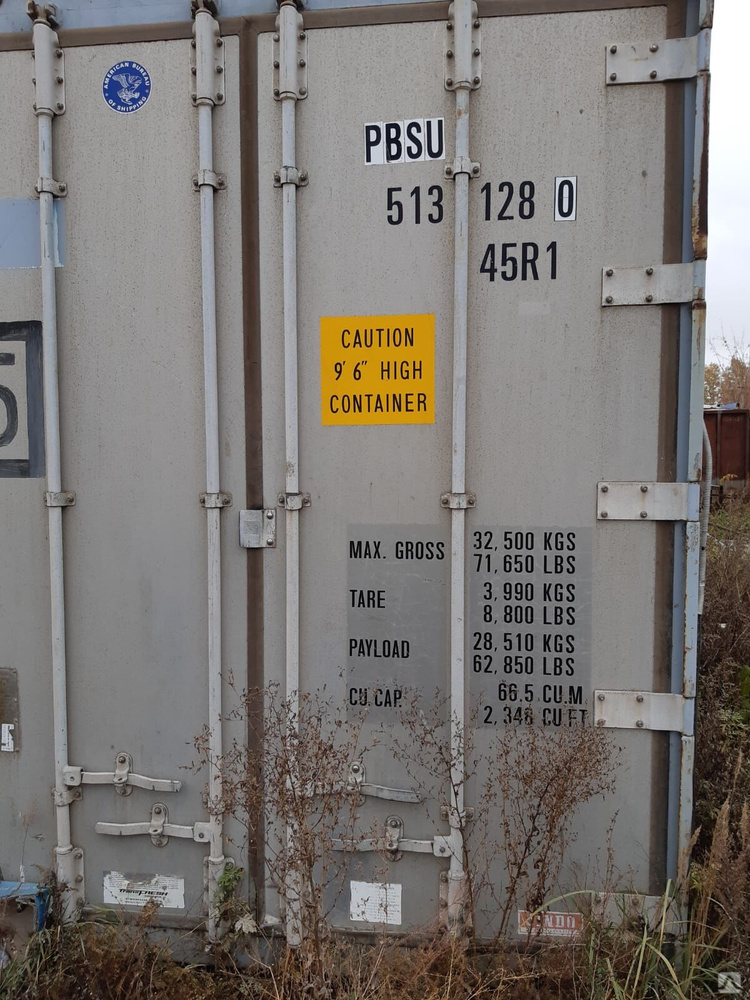 AMERICAN BUREAU
OF SHIPPING
PBSU
513 128 0
45R1
5
CAUTION
9' 6" HIGH
CONTAINER
MAX. GROSS 32,500 KGS
71,650 LBS
TARE 3,990 KGS
8,800 LBS
PAYLOAD 28,510 KGS
62,850 LBS
CU.CAP. 66.5 CU.M.
2,348 CU.FT.